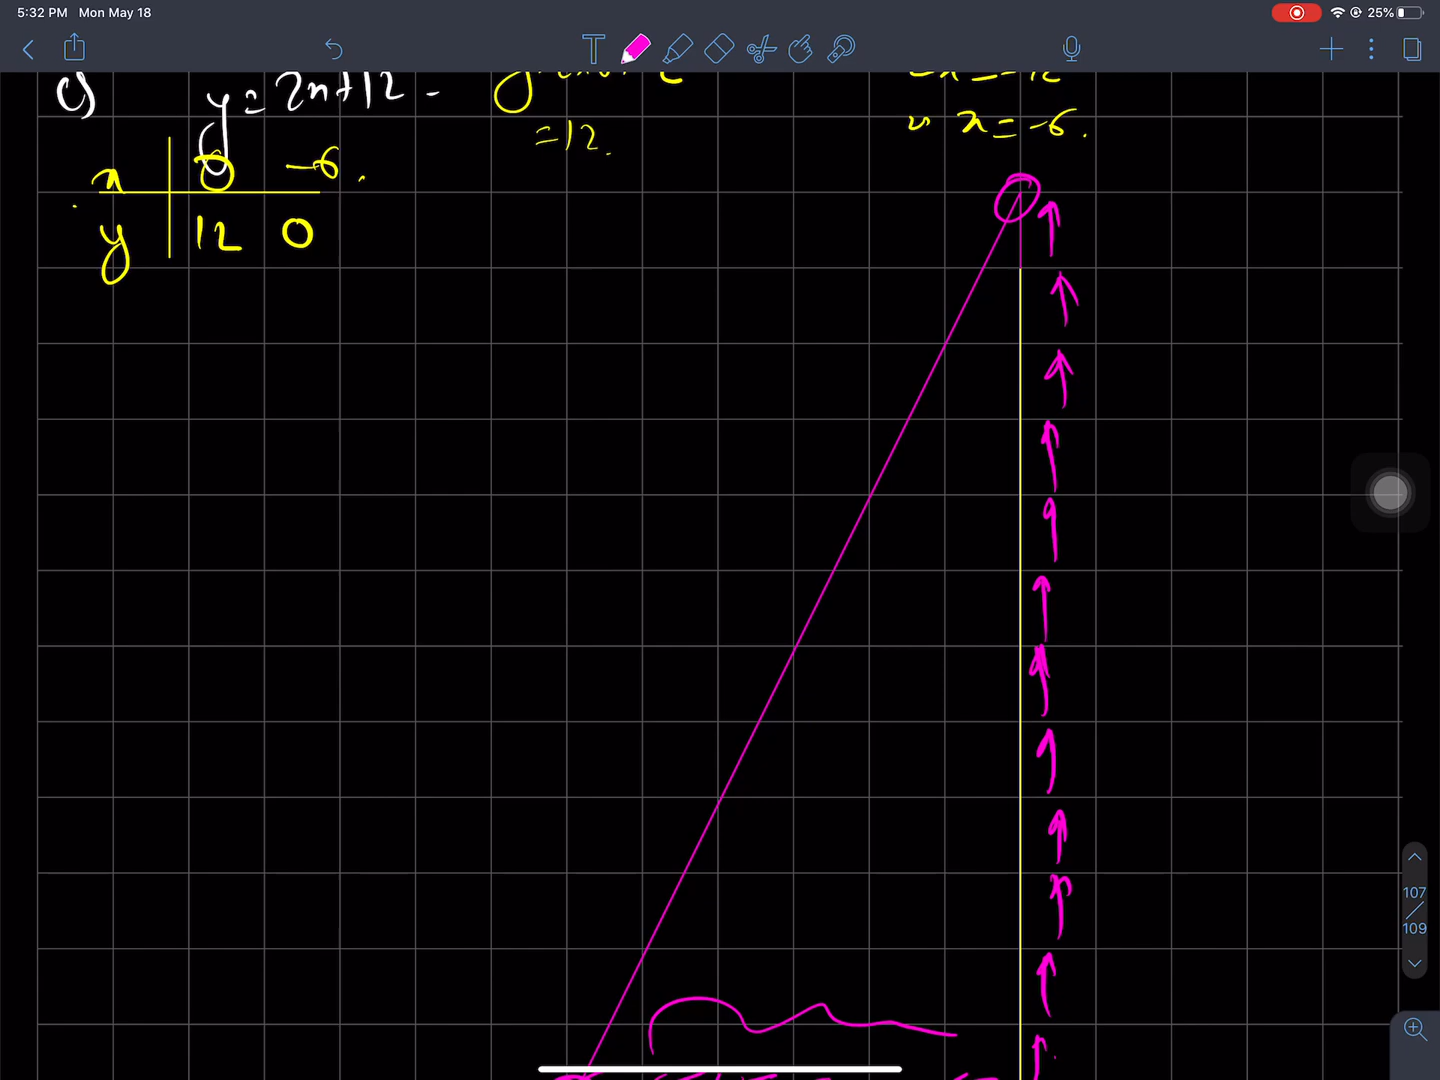 5:32 PM Mon May 18
25%
c) y = 2x+12 -
= 12.
x = -6.
x 0 -6.
y 12 0
107
109